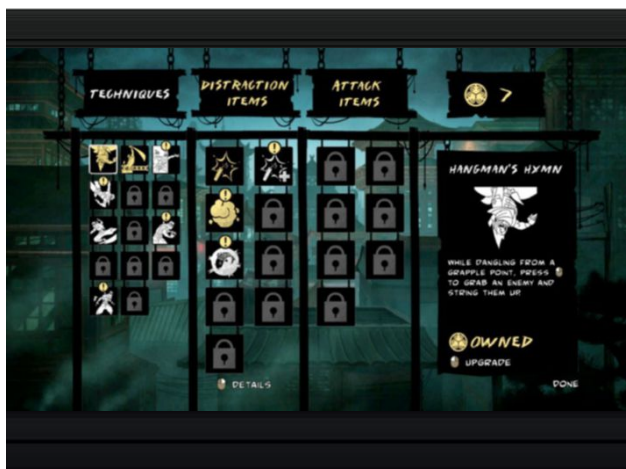 TECHNIQUES
DISTRACTION
ITEMS
ATTACK
ITEMS
7
HANGMAN'S HYMN
WHILE DANGLING FROM A
GRAPPLE POINT, PRESS
TO GRAB AN ENEMY AND
STRING THEM UP.
OWNED
UPGRADE
DETAILS
DONE